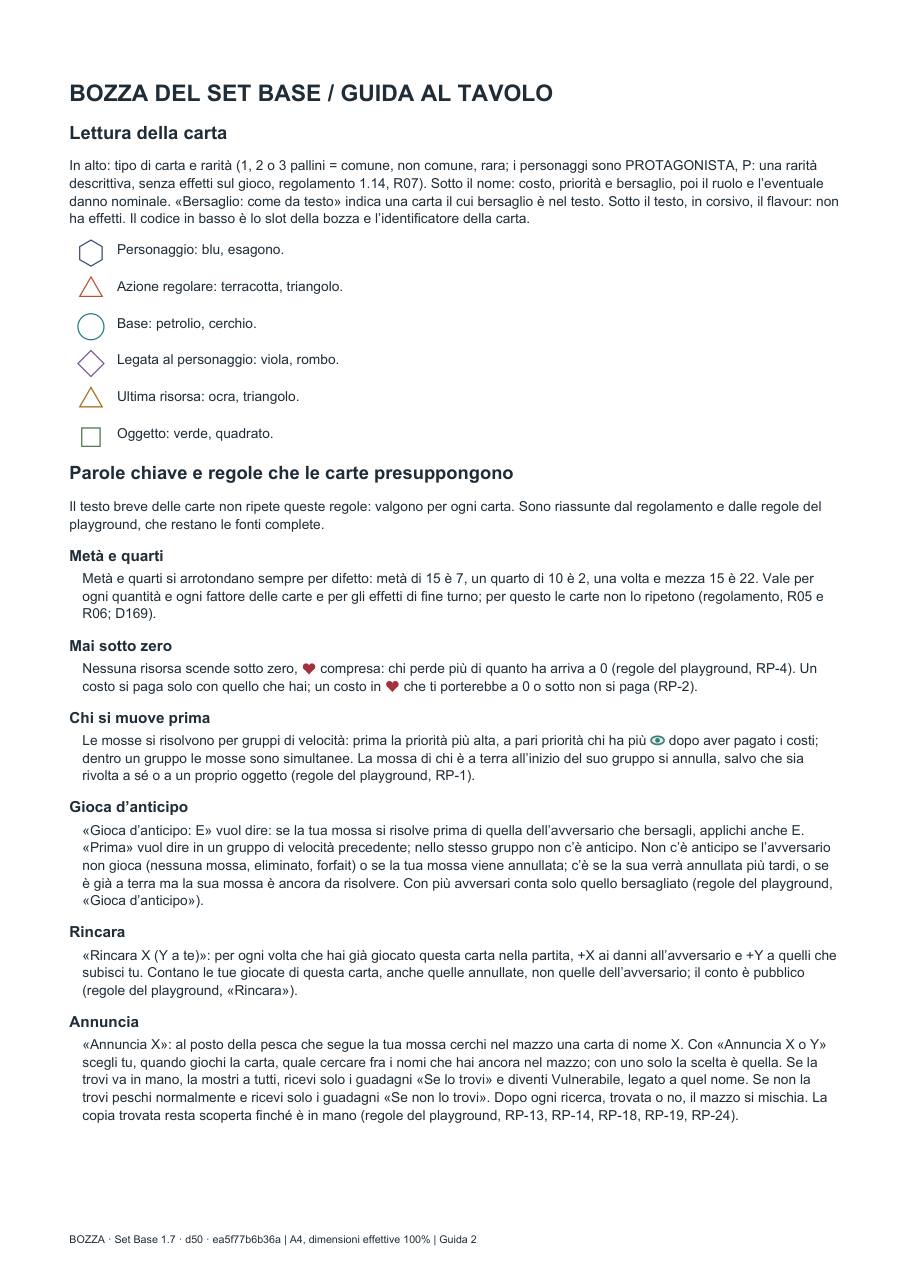 BOZZA DEL SET BASE / GUIDA AL TAVOLO
Lettura della carta
In alto: tipo di carta e rarità (1, 2 o 3 pallini = comune, non comune, rara; i personaggi sono PROTAGONISTA, P: una rarità
descrittiva, senza effetti sul gioco, regolamento 1.14, R07). Sotto il nome: costo, priorità e bersaglio, poi il ruolo e l’eventuale
danno nominale. «Bersaglio: come da testo» indica una carta il cui bersaglio è nel testo. Sotto il testo, in corsivo, il flavour: non
ha effetti. Il codice in basso è lo slot della bozza e l’identificatore della carta.
Personaggio: blu, esagono.
Azione regolare: terracotta, triangolo.
Base: petrolio, cerchio.
Legata al personaggio: viola, rombo.
Ultima risorsa: ocra, triangolo.
Oggetto: verde, quadrato.
Parole chiave e regole che le carte presuppongono
Il testo breve delle carte non ripete queste regole: valgono per ogni carta. Sono riassunte dal regolamento e dalle regole del
playground, che restano le fonti complete.
Metà e quarti
Metà e quarti si arrotondano sempre per difetto: metà di 15 è 7, un quarto di 10 è 2, una volta e mezza 15 è 22. Vale per
ogni quantità e ogni fattore delle carte e per gli effetti di fine turno; per questo le carte non lo ripetono (regolamento, R05 e
R06; D169).
Mai sotto zero
Nessuna risorsa scende sotto zero, compresa: chi perde più di quanto ha arriva a 0 (regole del playground, RP-4). Un
costo si paga solo con quello che hai; un costo in che ti porterebbe a 0 o sotto non si paga (RP-2).
Chi si muove prima
Le mosse si risolvono per gruppi di velocità: prima la priorità più alta, a pari priorità chi ha più dopo aver pagato i costi;
dentro un gruppo le mosse sono simultanee. La mossa di chi è a terra all’inizio del suo gruppo si annulla, salvo che sia
rivolta a sé o a un proprio oggetto (regole del playground, RP-1).
Gioca d’anticipo
«Gioca d’anticipo: E» vuol dire: se la tua mossa si risolve prima di quella dell’avversario che bersagli, applichi anche E.
«Prima» vuol dire in un gruppo di velocità precedente; nello stesso gruppo non c’è anticipo. Non c’è anticipo se l’avversario
non gioca (nessuna mossa, eliminato, forfait) o se la tua mossa viene annullata; c’è se la sua verrà annullata più tardi, o se
è già a terra ma la sua mossa è ancora da risolvere. Con più avversari conta solo quello bersagliato (regole del playground,
«Gioca d’anticipo»).
Rincara
«Rincara X (Y a te)»: per ogni volta che hai già giocato questa carta nella partita, +X ai danni all’avversario e +Y a quelli che
subisci tu. Contano le tue giocate di questa carta, anche quelle annullate, non quelle dell’avversario; il conto è pubblico
(regole del playground, «Rincara»).
Annuncia
«Annuncia X»: al posto della pesca che segue la tua mossa cerchi nel mazzo una carta di nome X. Con «Annuncia X o Y»
scegli tu, quando giochi la carta, quale cercare fra i nomi che hai ancora nel mazzo; con uno solo la scelta è quella. Se la
trovi va in mano, la mostri a tutti, ricevi solo i guadagni «Se lo trovi» e diventi Vulnerabile, legato a quel nome. Se non la
trovi peschi normalmente e ricevi solo i guadagni «Se non lo trovi». Dopo ogni ricerca, trovata o no, il mazzo si mischia. La
copia trovata resta scoperta finché è in mano (regole del playground, RP-13, RP-14, RP-18, RP-19, RP-24).
BOZZA · Set Base 1.7 · d50 · ea5f77b6b36a | A4, dimensioni effettive 100% | Guida 2